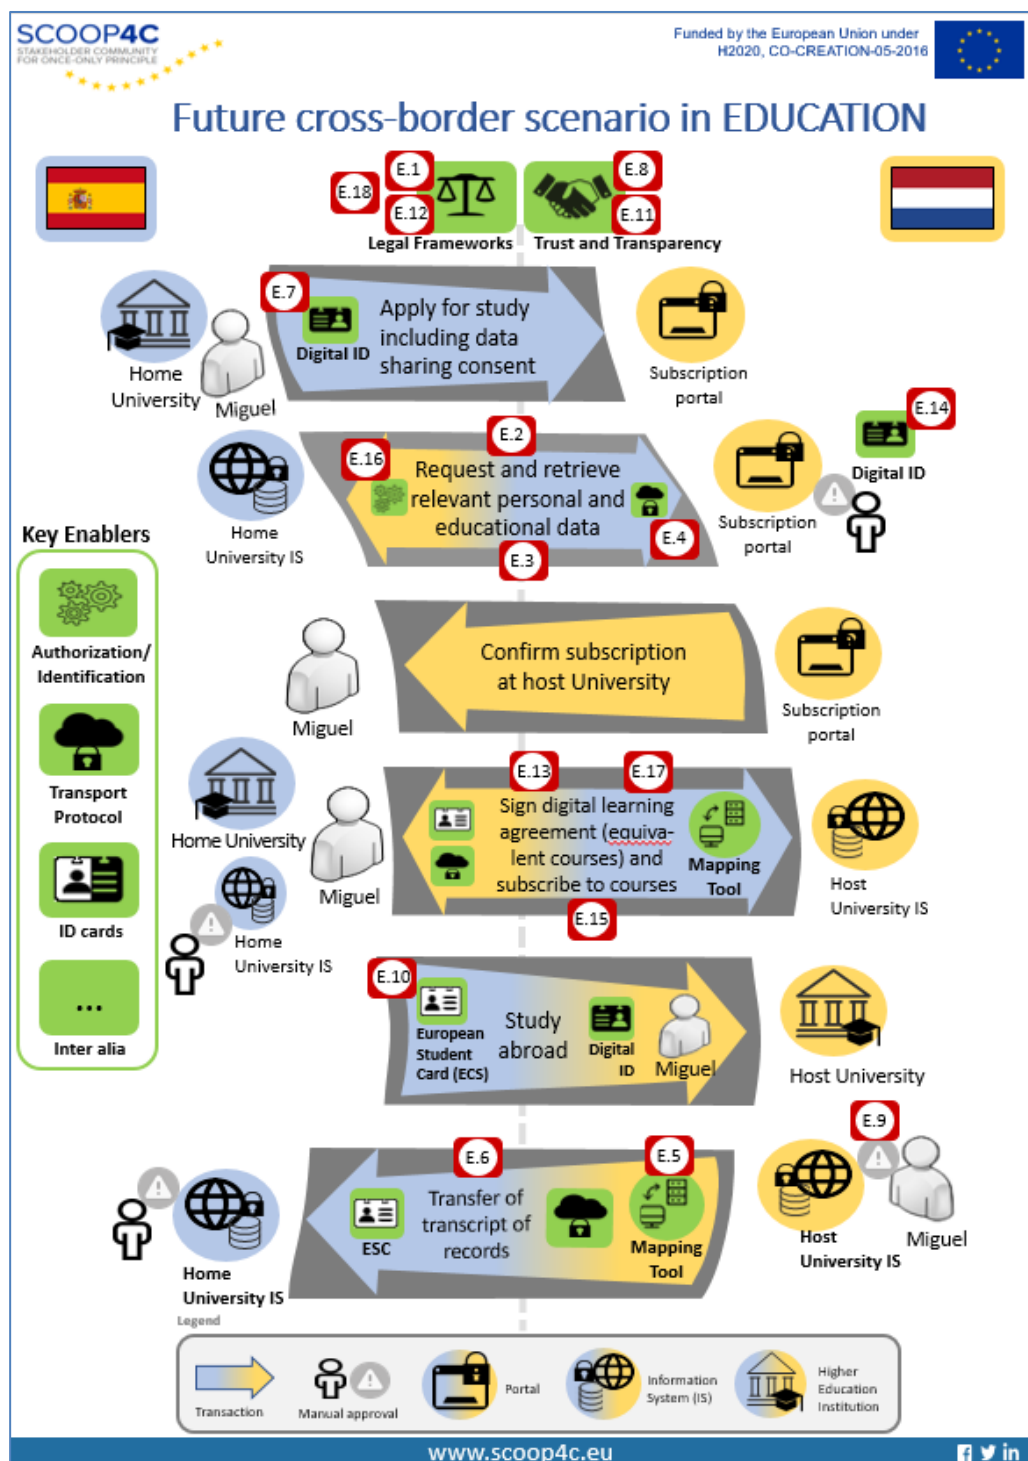 SCOOP4C
STAKEHOLDER COMMUNITY
FOR ONCE-ONLY PRINCIPLE
Funded by the European Union under
H2020, CO-CREATION-05-2016
Future cross-border scenario in EDUCATION
E.1
E.8
E.18
E.12
E.11
Legal Frameworks
Trust and Transparency
E.7
Digital ID
Apply for study
including data
sharing consent
Home
University
Miguel
Subscription
portal
E.2
E.14
E.16
Request and retrieve
relevant personal and
educational data
Digital ID
E.4
E.3
Home
University IS
Subscription
portal
Key Enablers
Authorization/
Identification
Transport
Protocol
ID cards
...
Inter alia
Confirm subscription
at host University
Miguel
Subscription
portal
E.13
E.17
Sign digital learning
agreement (equiva-
lent courses) and
subscribe to courses
Mapping
Tool
E.15
Home University
Miguel
Home
University IS
Host
University IS
E.10
European
Student
Card (ECS)
Study
abroad
Digital
ID
Miguel
Host University
E.9
E.6
E.5
Transfer of
transcript of
records
ESC
Mapping
Tool
Home
University IS
Host
University IS
Miguel
Legend
Transaction
Manual approval
Portal
Information
System (IS)
Higher
Education
Institution
www.scoop4c.eu